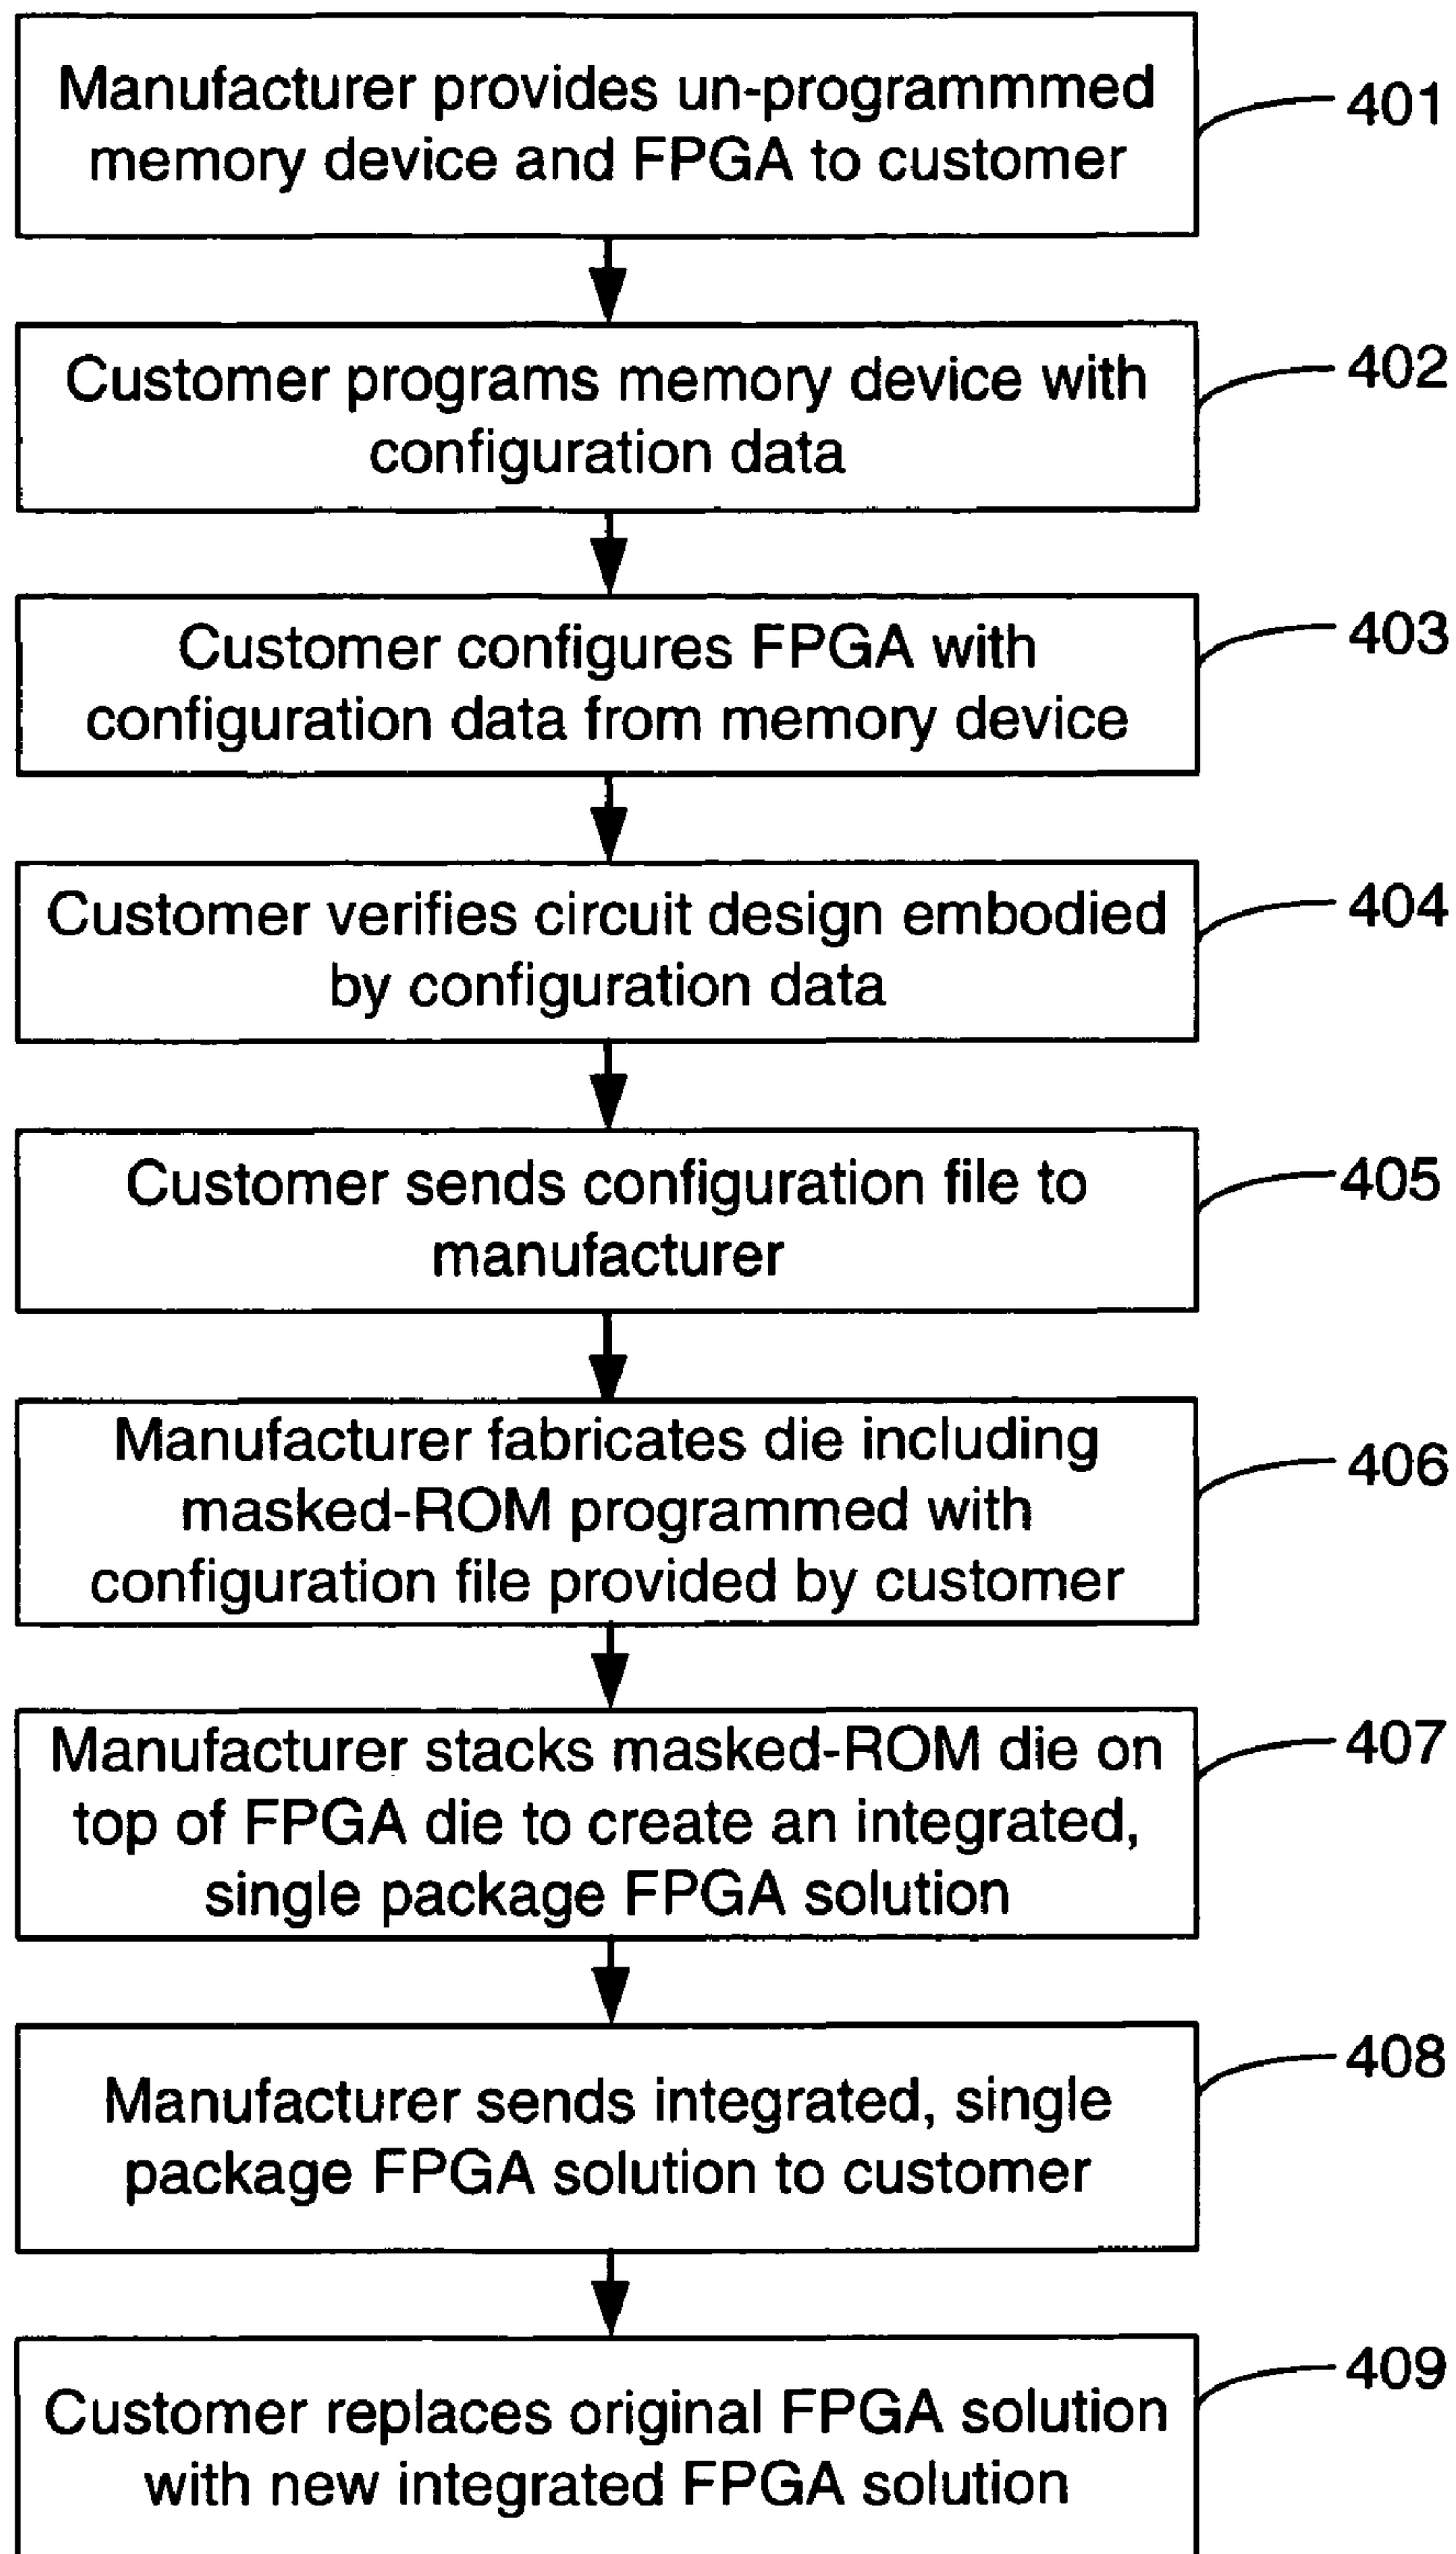 Manufacturer provides un-programmmed
memory device and FPGA to customer
401
Customer programs memory device with
configuration data
402
Customer configures FPGA with
configuration data from memory device
403
Customer verifies circuit design embodied
by configuration data
404
Customer sends configuration file to
manufacturer
405
Manufacturer fabricates die including
masked-ROM programmed with
configuration file provided by customer
406
Manufacturer stacks masked-ROM die on
top of FPGA die to create an integrated,
single package FPGA solution
407
Manufacturer sends integrated, single
package FPGA solution to customer
408
Customer replaces original FPGA solution
with new integrated FPGA solution
409